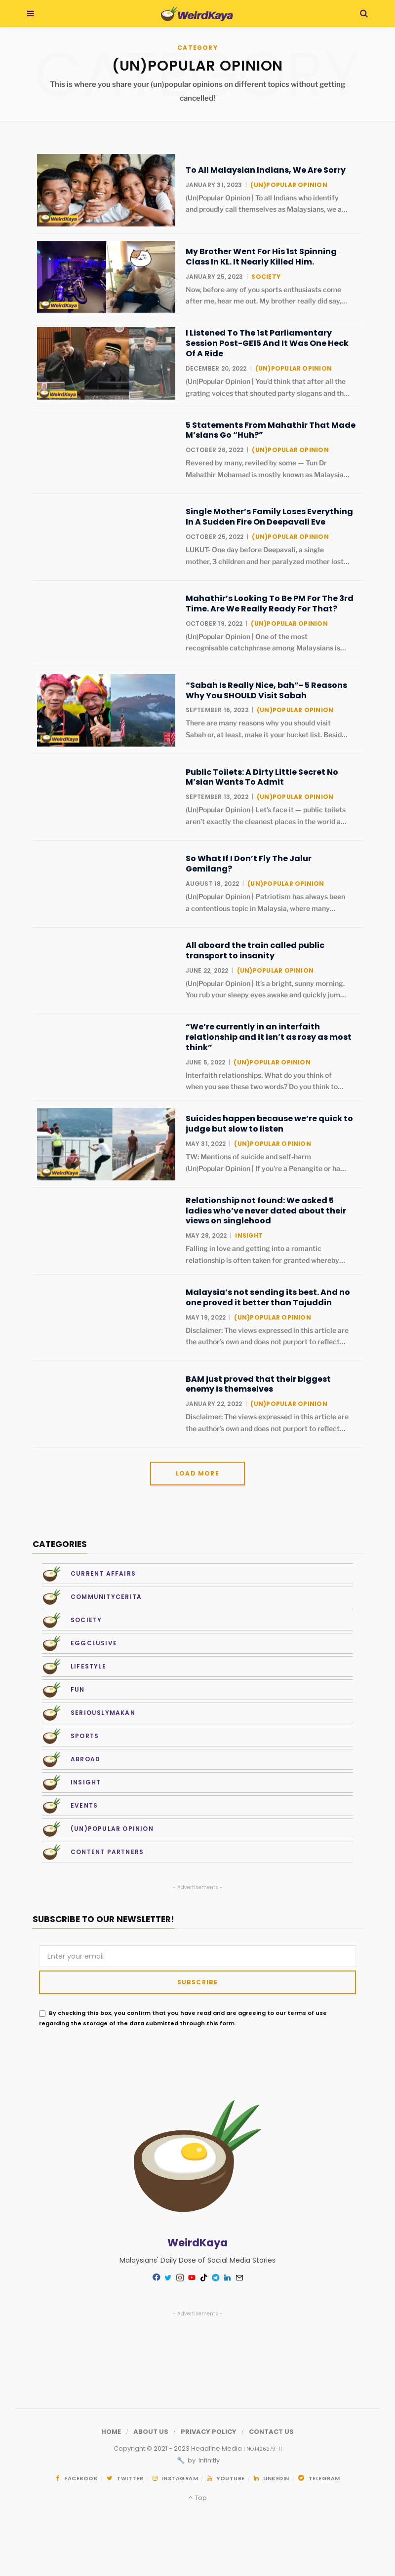 WeirdKaya
CATEGORY
(UN)POPULAR OPINION
This is where you share your (un)popular opinions on different topics without getting
cancelled!
WeirdKaya
To All Malaysian Indians, We Are Sorry
JANUARY 31, 2023 | (UN)POPULAR OPINION
(Un)Popular Opinion | To all Indians who identify
and proudly call themselves as Malaysians, we a...
WeirdKaya
My Brother Went For His 1st Spinning
Class In KL. It Nearly Killed Him.
JANUARY 25, 2023 | SOCIETY
Now, before any of you sports enthusiasts come
after me, hear me out. My brother really did say,...
WeirdKaya
I Listened To The 1st Parliamentary
Session Post-GE15 And It Was One Heck
Of A Ride
DECEMBER 20, 2022 | (UN)POPULAR OPINION
(Un)Popular Opinion | You'd think that after all the
grating voices that shouted party slogans and th...
5 Statements From Mahathir That Made
M'sians Go “Huh?”
OCTOBER 26, 2022 | (UN)POPULAR OPINION
Revered by many, reviled by some — Tun Dr
Mahathir Mohamad is mostly known as Malaysia...
Single Mother's Family Loses Everything
In A Sudden Fire On Deepavali Eve
OCTOBER 25, 2022 | (UN)POPULAR OPINION
LUKUT- One day before Deepavali, a single
mother, 3 children and her paralyzed mother lost...
Mahathir's Looking To Be PM For The 3rd
Time. Are We Really Ready For That?
OCTOBER 19, 2022 | (UN)POPULAR OPINION
(Un)Popular Opinion | One of the most
recognisable catchphrase among Malaysians is...
WeirdKaya
“Sabah Is Really Nice, bah”- 5 Reasons
Why You SHOULD Visit Sabah
SEPTEMBER 16, 2022 | (UN)POPULAR OPINION
There are many reasons why you should visit
Sabah or, at least, make it your bucket list. Besid...
Public Toilets: A Dirty Little Secret No
M'sian Wants To Admit
SEPTEMBER 13, 2022 | (UN)POPULAR OPINION
(Un)Popular Opinion | Let's face it — public toilets
aren't exactly the cleanest places in the world a...
So What If I Don't Fly The Jalur
Gemilang?
AUGUST 18, 2022 | (UN)POPULAR OPINION
(Un)Popular Opinion | Patriotism has always been
a contentious topic in Malaysia, where many...
All aboard the train called public
transport to insanity
JUNE 22, 2022 | (UN)POPULAR OPINION
(Un)Popular Opinion | It's a bright, sunny morning.
You rub your sleepy eyes awake and quickly jum...
“We're currently in an interfaith
relationship and it isn't as rosy as most
think”
JUNE 5, 2022 | (UN)POPULAR OPINION
Interfaith relationships. What do you think of
when you see these two words? Do you think to...
WeirdKaya
Suicides happen because we're quick to
judge but slow to listen
MAY 31, 2022 | (UN)POPULAR OPINION
TW: Mentions of suicide and self-harm
(Un)Popular Opinion | If you're a Penangite or ha...
Relationship not found: We asked 5
ladies who've never dated about their
views on singlehood
MAY 28, 2022 | INSIGHT
Falling in love and getting into a romantic
relationship is often taken for granted whereby...
Malaysia's not sending its best. And no
one proved it better than Tajuddin
MAY 19, 2022 | (UN)POPULAR OPINION
Disclaimer: The views expressed in this article are
the author's own and does not purport to reflect...
BAM just proved that their biggest
enemy is themselves
JANUARY 22, 2022 | (UN)POPULAR OPINION
Disclaimer: The views expressed in this article are
the author's own and does not purport to reflect...
LOAD MORE
CATEGORIES
CURRENT AFFAIRS
COMMUNITYCERITA
SOCIETY
EGGCLUSIVE
LIFESTYLE
FUN
SERIOUSLYMAKAN
SPORTS
ABROAD
INSIGHT
EVENTS
(UN)POPULAR OPINION
CONTENT PARTNERS
- Advertisements -
SUBSCRIBE TO OUR NEWSLETTER!
Enter your email
SUBSCRIBE
By checking this box, you confirm that you have read and are agreeing to our terms of use
regarding the storage of the data submitted through this form.
WeirdKaya
Malaysians' Daily Dose of Social Media Stories
- Advertisements -
HOME / ABOUT US / PRIVACY POLICY / CONTACT US
Copyright © 2021 - 2023 Headline Media | NO.1426279-H
by Infinitly
FACEBOOK / TWITTER / INSTAGRAM / YOUTUBE / LINKEDIN / TELEGRAM
Top